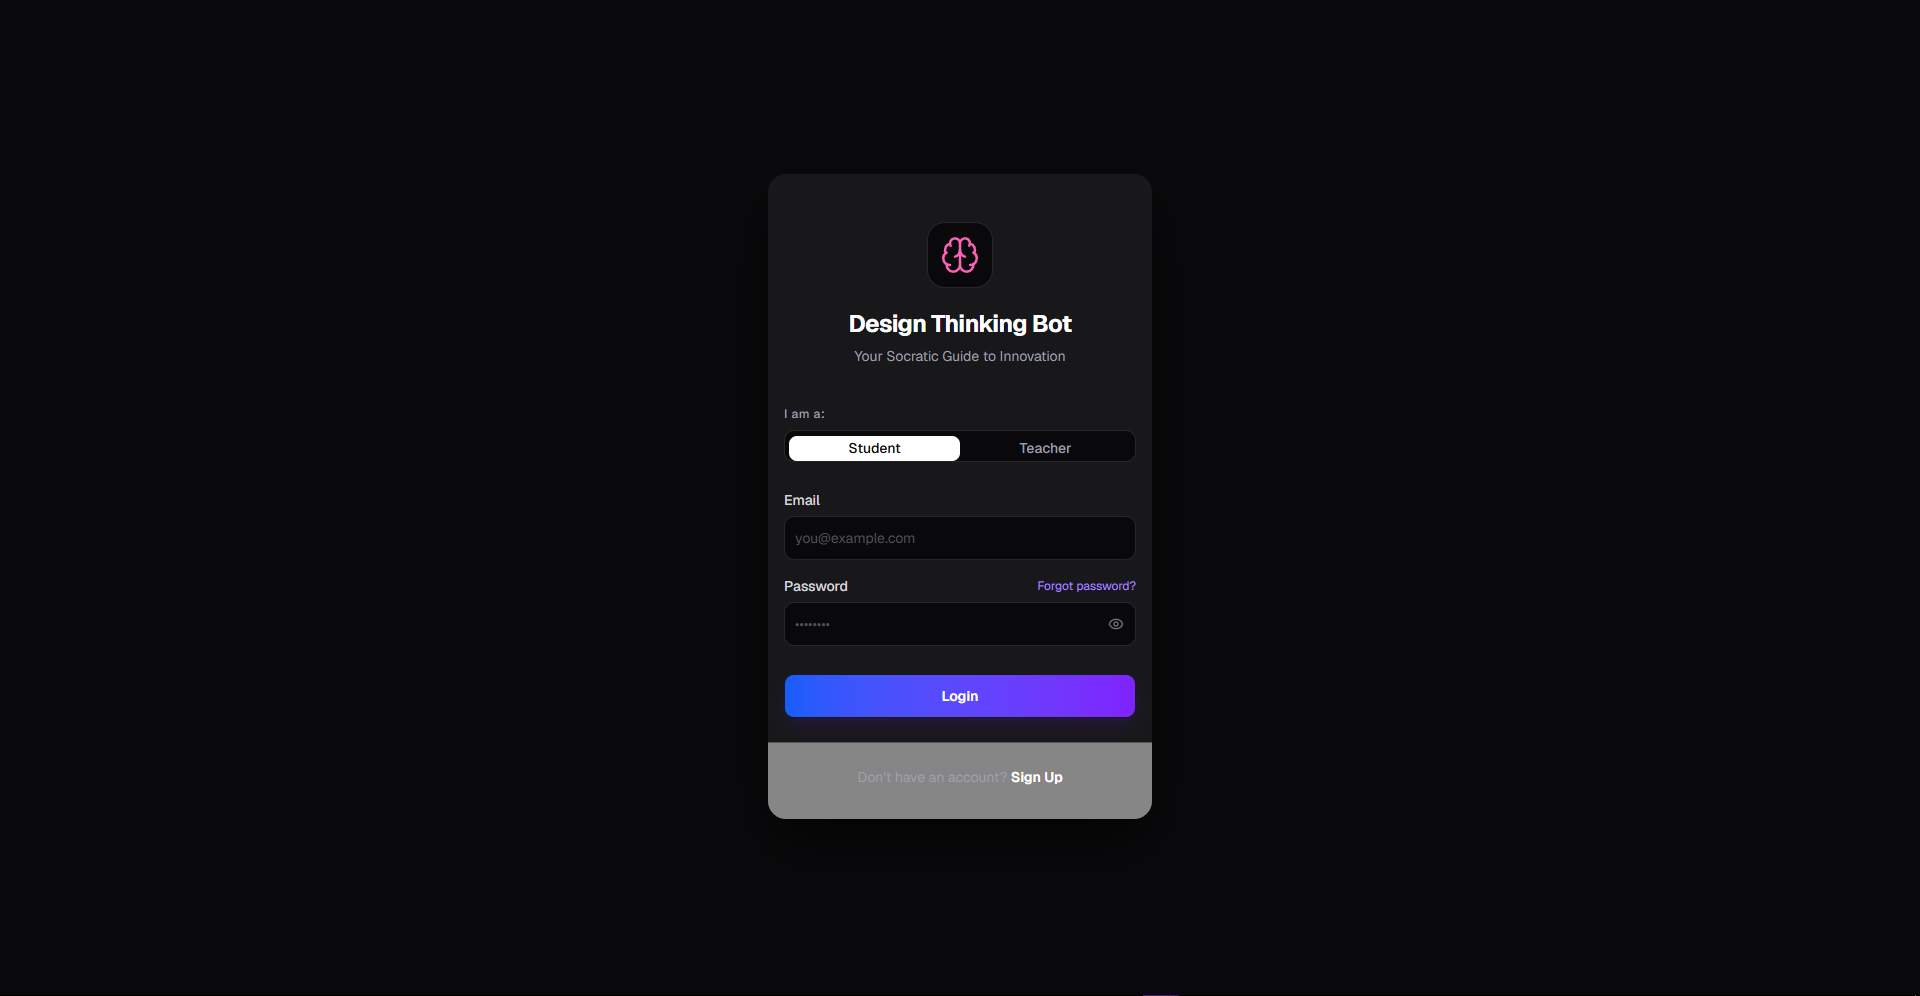 Design Thinking Bot
Your Socratic Guide to Innovation
I am a:
Student Teacher
Email
you@example.com
Password Forgot password?
••••••••
Login
Don't have an account? Sign Up